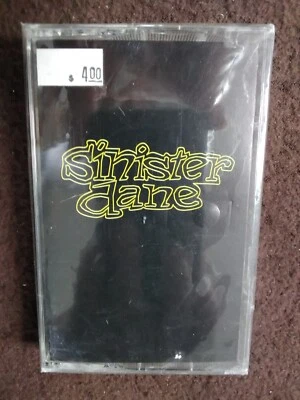 $ 4.00
Sinister
dane